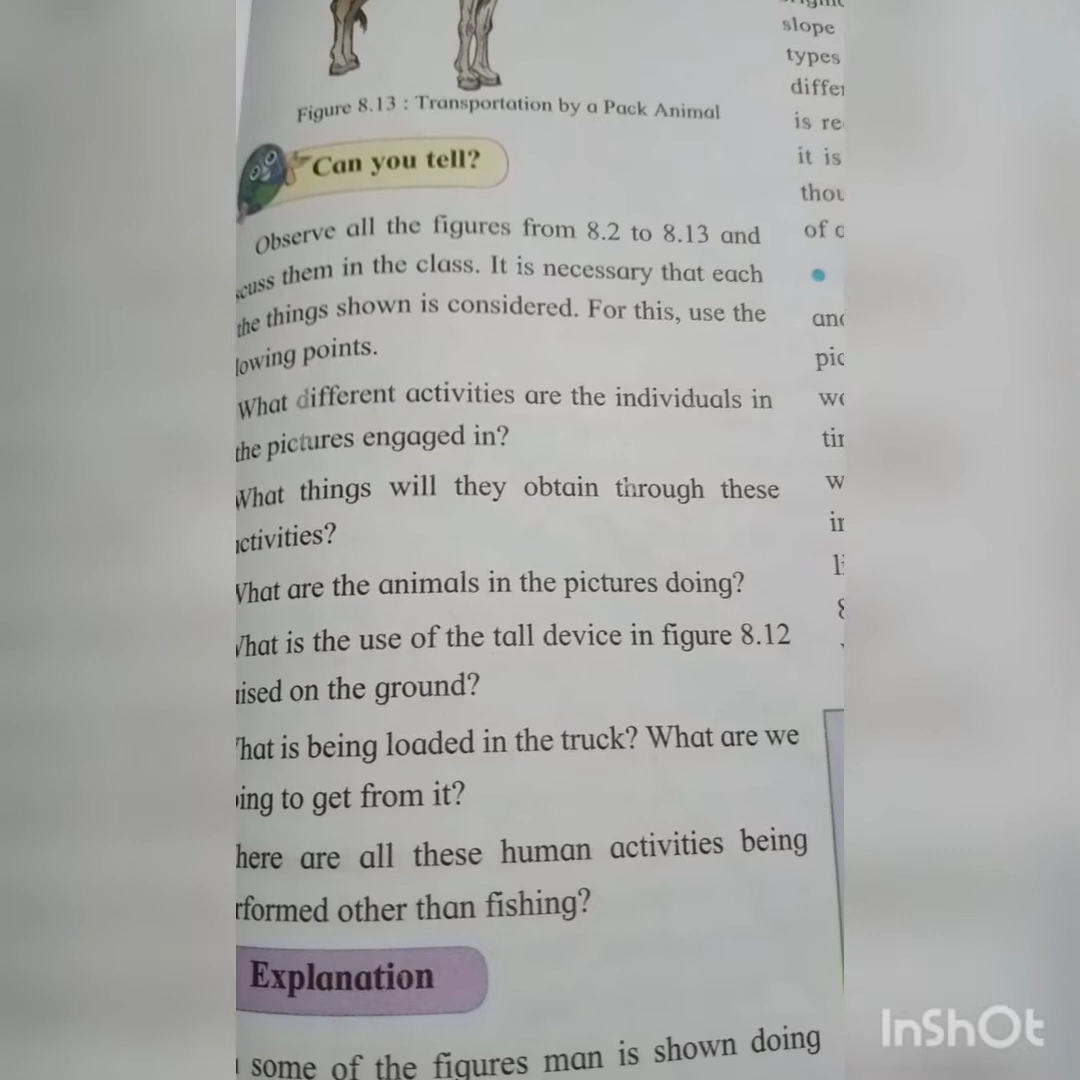 Figure 8.13 : Transportation by a Pack Animal
Can you tell?
Observe all the figures from 8.2 to 8.13 and
them in the class. It is necessary that each
the things shown is considered. For this, use the
points.
What different activities are the individuals in
the pictures engaged in?
What things will they obtain through these
What are the animals in the pictures doing?
is the use of the tall device in figure 8.12
on the ground?
is being loaded in the truck? What are we
to get from it?
are all these human activities being
other than fishing?
Explanation
some of the figures man is shown doing
slope
types
is
it is
of
InShOt